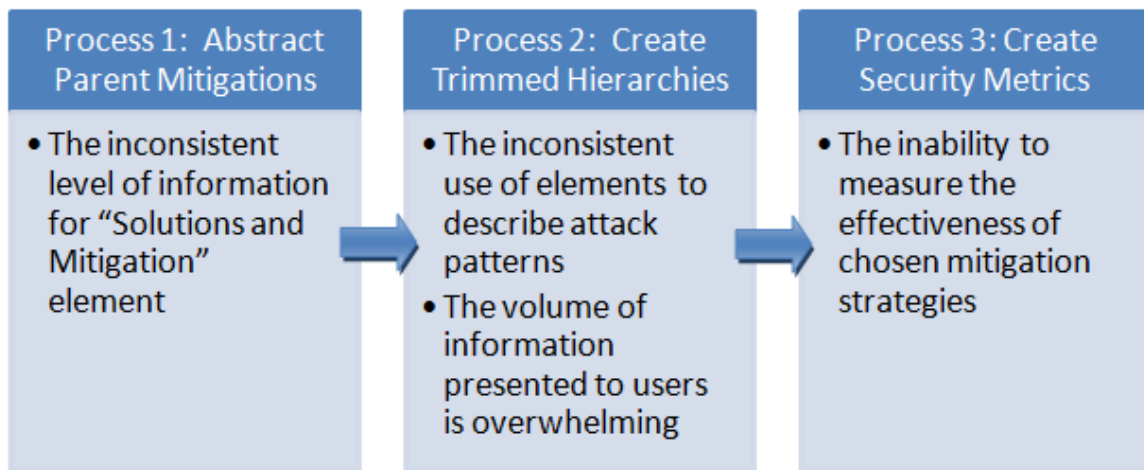 Process 1:  Abstract
Parent Mitigations
• The inconsistent
level of information
for “Solutions and
Mitigation”
element
Process 2:  Create
Trimmed Hierarchies
• The inconsistent
use of elements to
describe attack
patterns
• The volume of
information
presented to users
is overwhelming
Process 3: Create
Security Metrics
• The inability to
measure the
effectiveness of
chosen mitigation
strategies